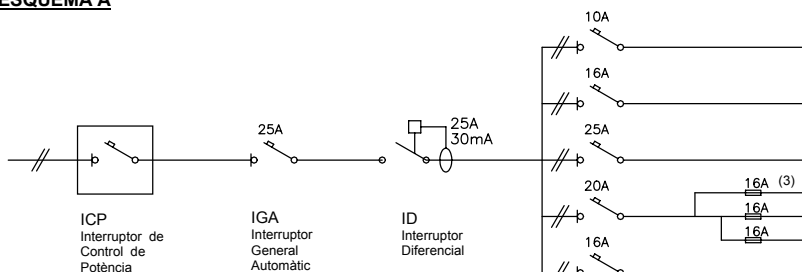 ESQUEMA A
10A
16A
25A
25A
30mA
25A
20A
16A (3)
16A
16A
16A
ICP
Interruptor de
Control de
Potència
IGA
Interruptor
General
Automàtic
ID
Interruptor
Diferencial